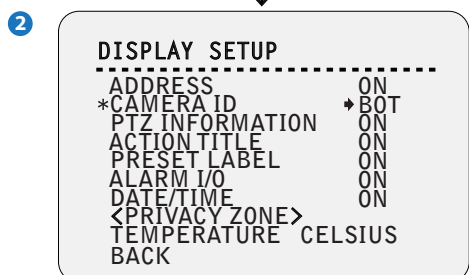 2
DISPLAY SETUP
ADDRESS ON
*CAMERA ID →BOT
PTZ INFORMATION ON
ACTION TITLE ON
PRESET LABEL ON
ALARM I/O ON
DATE/TIME ON
<PRIVACY ZONE>
TEMPERATURE CELSIUS
BACK